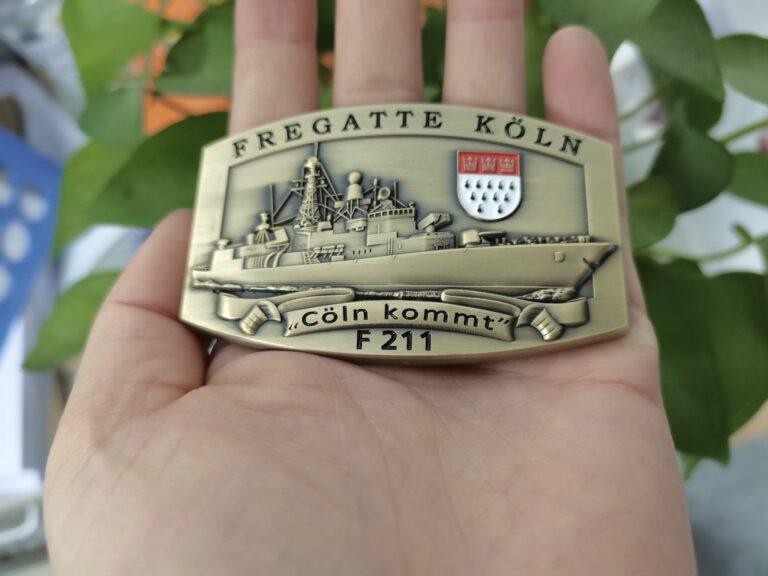 FREGATTE KÖLN
„Cöln kommt“
F 211